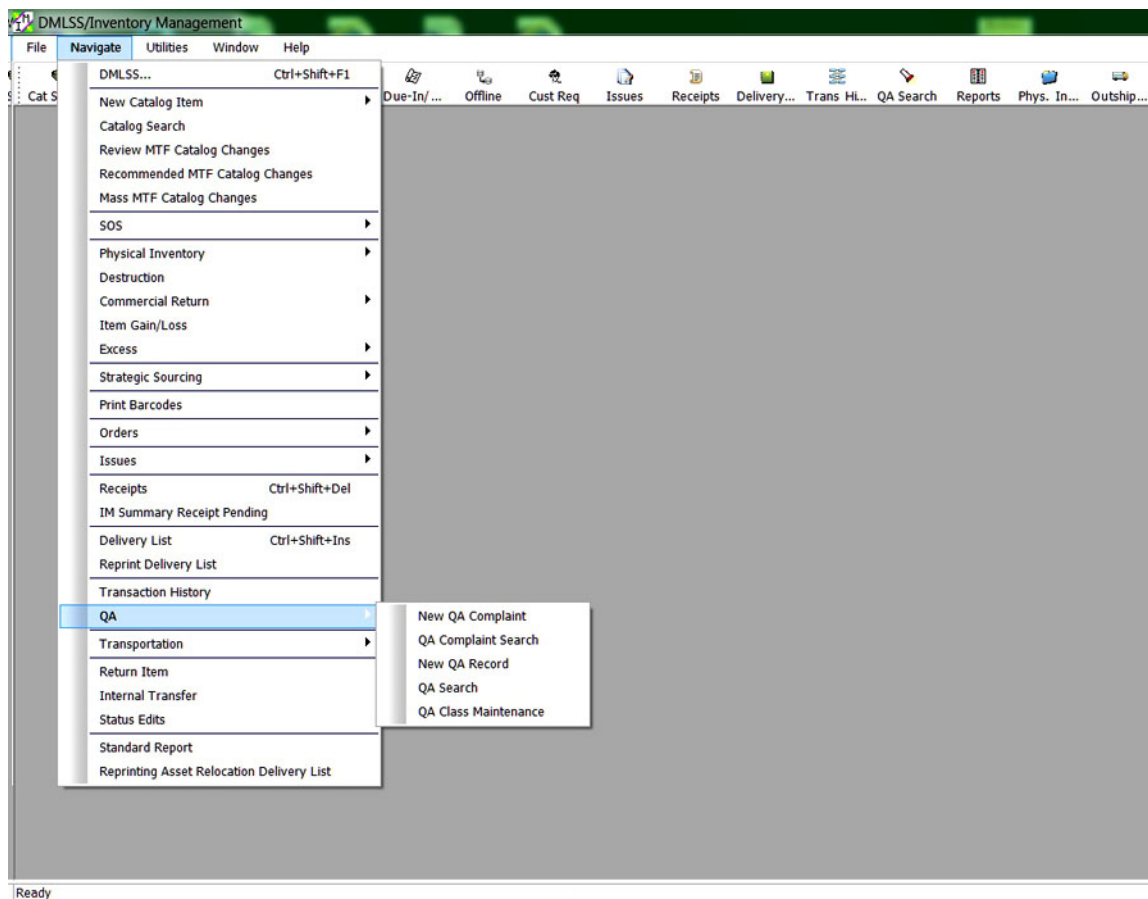 DMLSS/Inventory Management
File Navigate Utilities Window Help
Cat S
Due-In/ ... Offline Cust Req Issues Receipts Delivery... Trans Hi... QA Search Reports Phys. In... Outship...
DMLSS... Ctrl+Shift+F1
New Catalog Item
Catalog Search
Review MTF Catalog Changes
Recommended MTF Catalog Changes
Mass MTF Catalog Changes
SOS
Physical Inventory
Destruction
Commercial Return
Item Gain/Loss
Excess
Strategic Sourcing
Print Barcodes
Orders
Issues
Receipts Ctrl+Shift+Del
IM Summary Receipt Pending
Delivery List Ctrl+Shift+Ins
Reprint Delivery List
Transaction History
QA
Transportation
Return Item
Internal Transfer
Status Edits
Standard Report
Reprinting Asset Relocation Delivery List
New QA Complaint
QA Complaint Search
New QA Record
QA Search
QA Class Maintenance
Ready